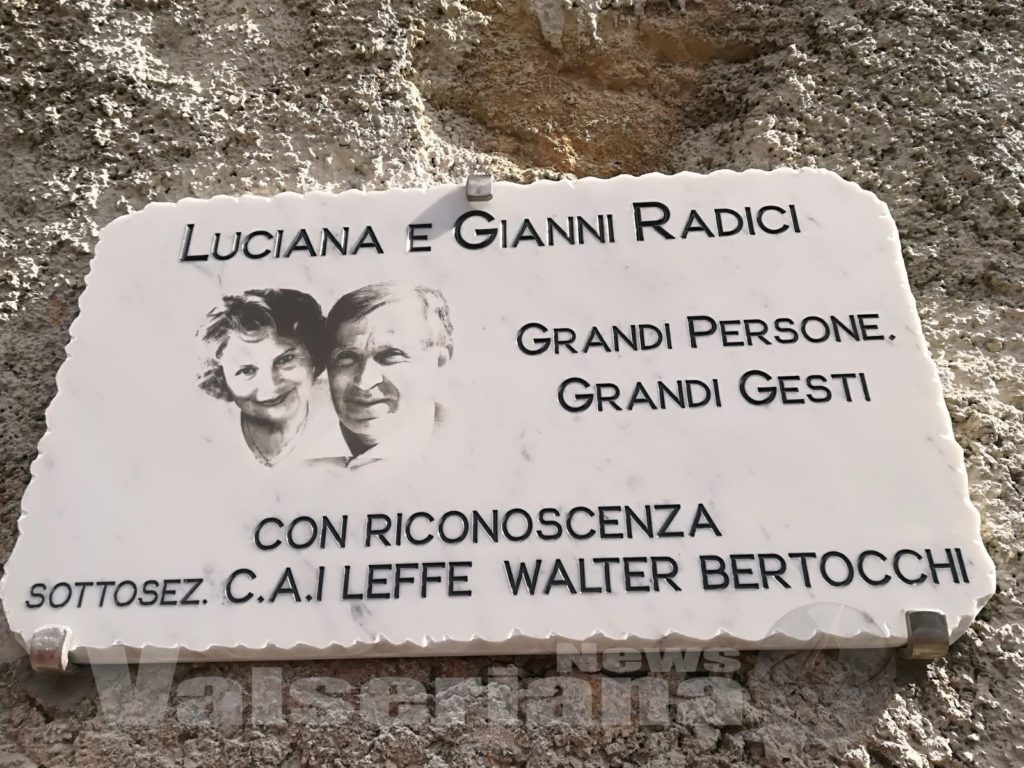 LUCIANA E GIANNI RADICI
GRANDI PERSONE.
GRANDI GESTI
CON RICONOSCENZA
SOTTOSEZ. C.A.I LEFFE WALTER BERTOCCHI
News
Valseriana